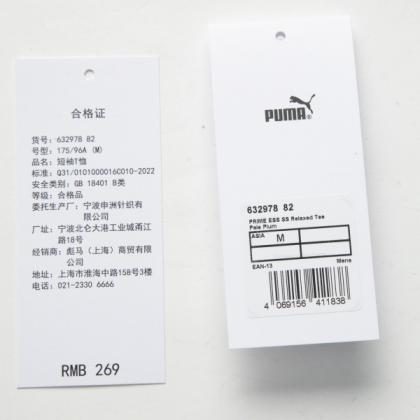 合格证
货号: 632978 82
号型: 175/96A (M)
品名: 短袖T恤
标准: Q31/0101000016C010-2022
安全类别: GB 18401 B类
等级: 合格品
委托生产厂: 宁波申洲针织有
限公司
厂址: 宁波北仑大港工业城甬江
路18号
经销商: 彪马（上海）商贸有限
公司
地址: 上海市淮海中路158号3楼
电话: 021-2330 6666
RMB 269
PUMA
632978 82
PRIME ESS SS Relaxed Tee
Pale Plum
ASIA M
EAN-13 Mens
4 069156 411838